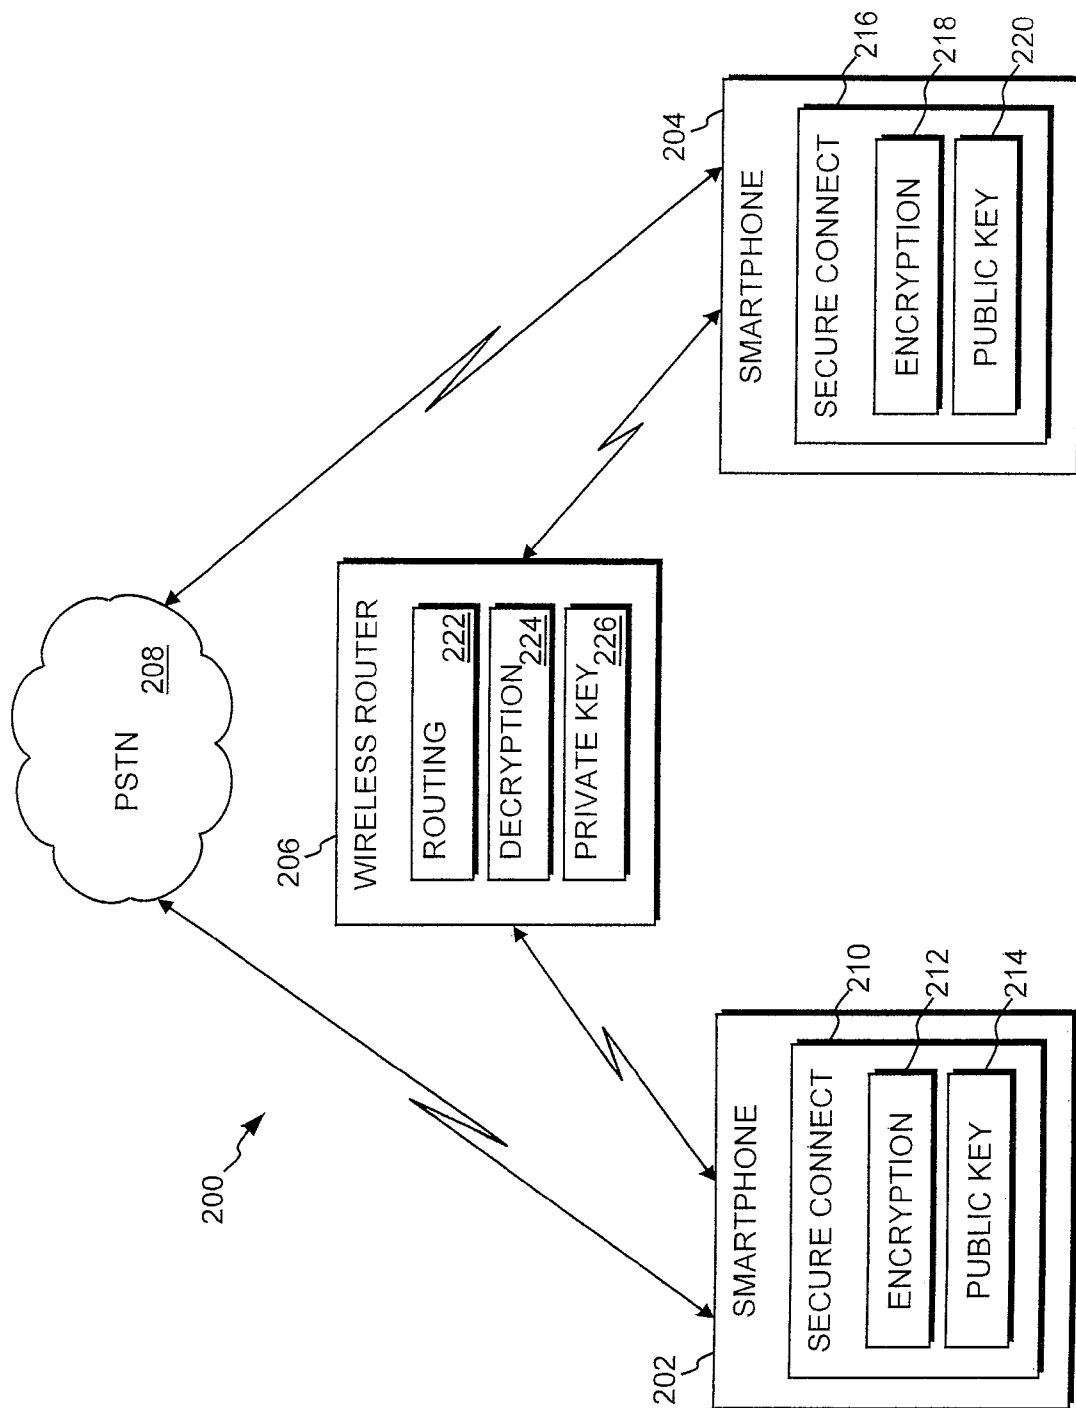 200
PSTN
208
206
WIRELESS ROUTER
ROUTING
222
DECRYPTION
224
PRIVATE KEY
226
202
SMARTPHONE
SECURE CONNECT
210
ENCRYPTION
212
PUBLIC KEY
214
204
SMARTPHONE
SECURE CONNECT
216
ENCRYPTION
218
PUBLIC KEY
220